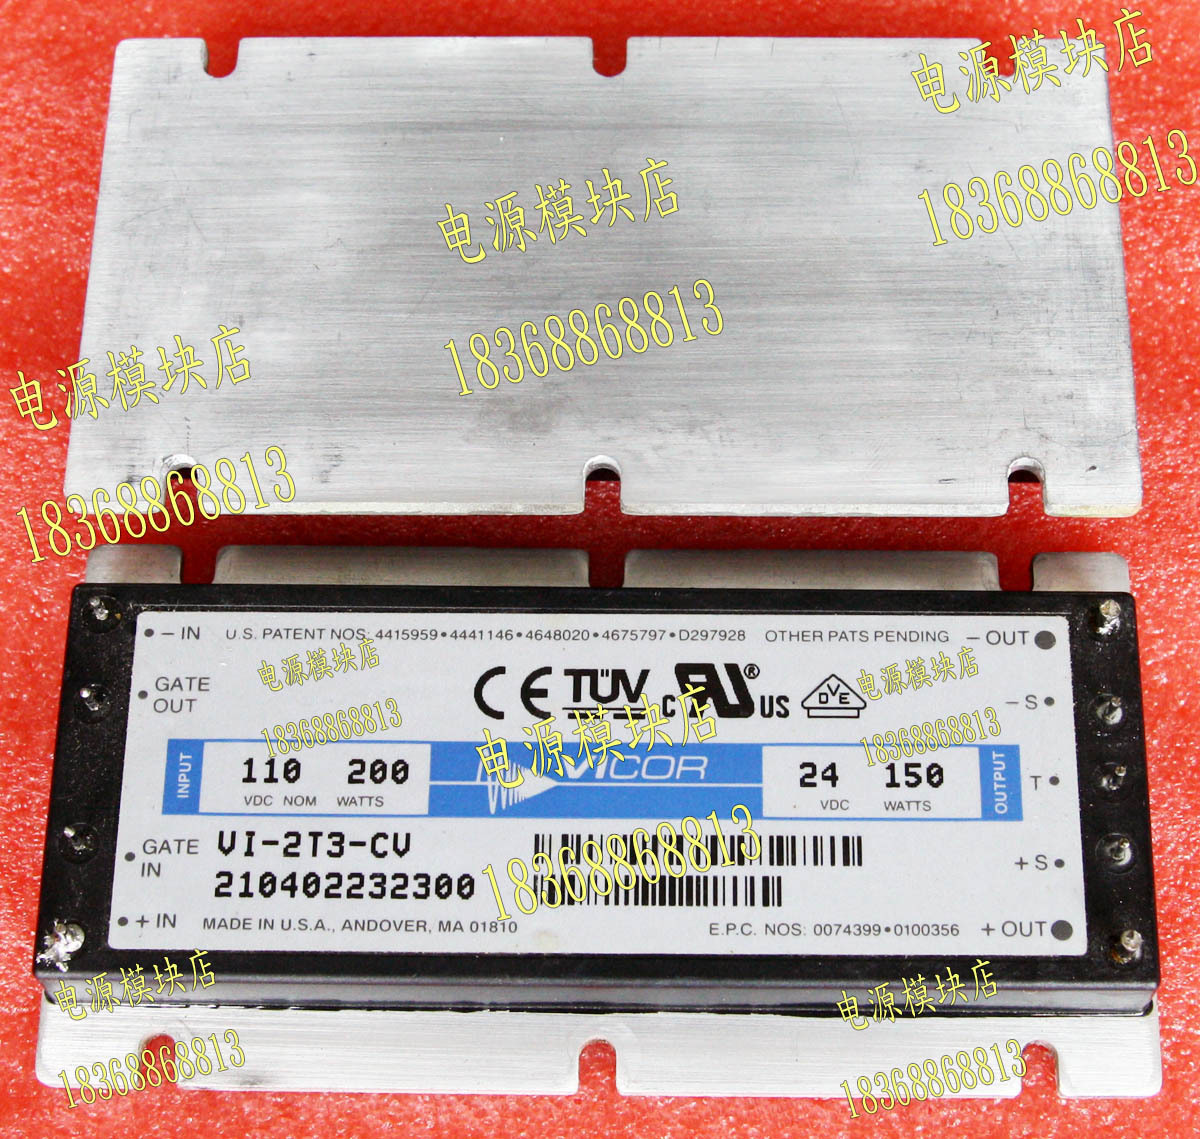 电源模块店
18368868813
电源模块店
18368868813
电源模块店
18368868813
- IN U.S. PATENT NOS: 4415959•4441146•4648020•4675797•D297928 OTHER PATS PENDING - OUT
GATE OUT
CE TÜV C UR ® US DVE
- S
电源模块店
18368868813
电源模块店
18368868813
电源模块店
18368868813
INPUT
110 200
VDC NOM WATTS
VICOR
24 150
VDC WATTS
OUTPUT
T
GATE IN
VI-2T3-CV
210402232300
+ S
+ IN MADE IN U.S.A., ANDOVER, MA 01810 E.P.C. NOS: 0074399•0100356 + OUT
电源模块店
18368868813
电源模块店
18368868813